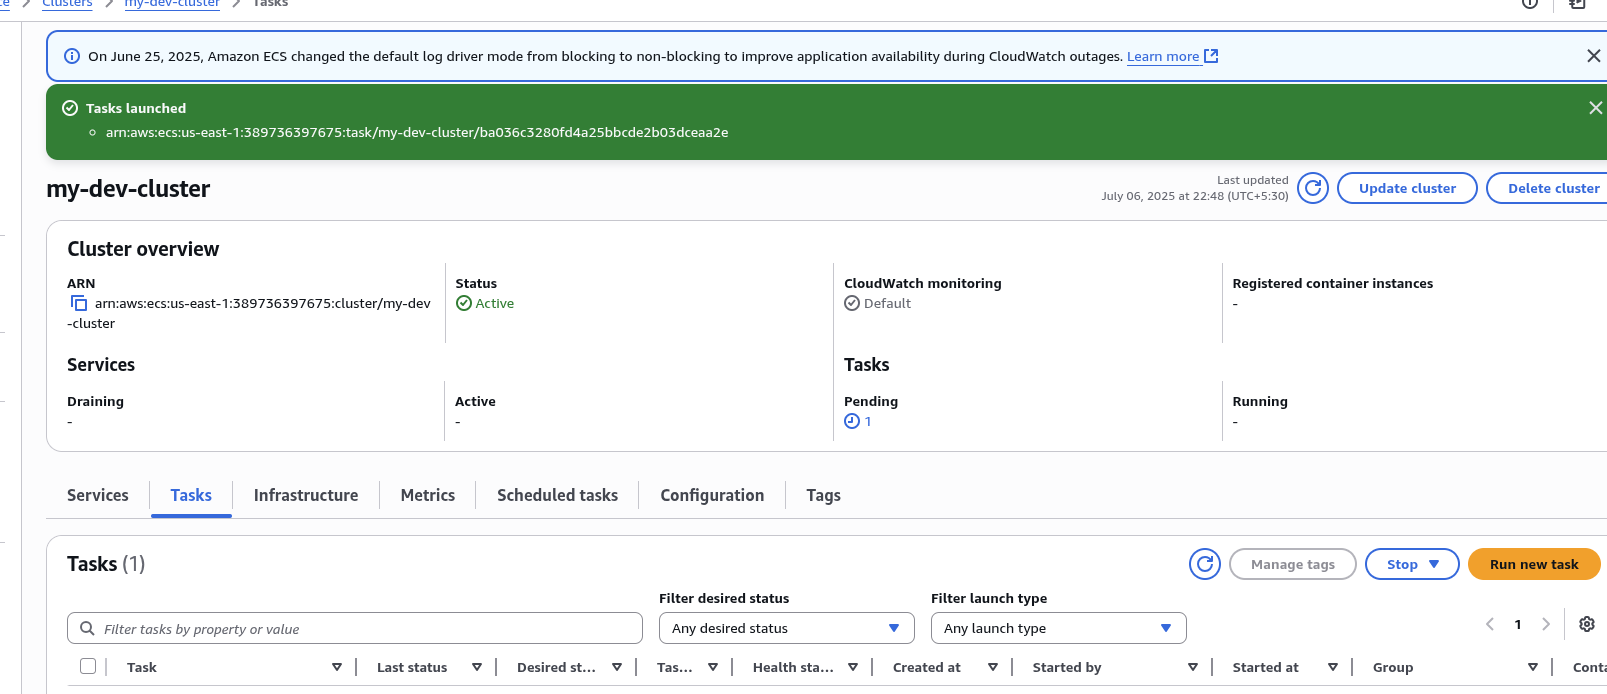 Clusters my-dev-cluster Tasks
On June 25, 2025, Amazon ECS changed the default log driver mode from blocking to non-blocking to improve application availability during CloudWatch outages. Learn more
Tasks launched
arn:aws:ecs:us-east-1:389736397675:task/my-dev-cluster/ba036c3280fd4a25bbcde2b03dceaa2e
my-dev-cluster
Last updated
July 06, 2025 at 22:48 (UTC+5:30)
Update cluster
Delete cluster
Cluster overview
ARN
arn:aws:ecs:us-east-1:389736397675:cluster/my-dev
-cluster
Status
Active
CloudWatch monitoring
Default
Registered container instances
-
Services
Tasks
Draining
-
Active
-
Pending
1
Running
-
Services Tasks Infrastructure Metrics Scheduled tasks Configuration Tags
Tasks (1)
Manage tags
Stop
Run new task
Filter desired status
Filter launch type
Filter tasks by property or value
Any desired status
Any launch type
1
Task Last status Desired st... Tas... Health sta... Created at Started by Started at Group Conta